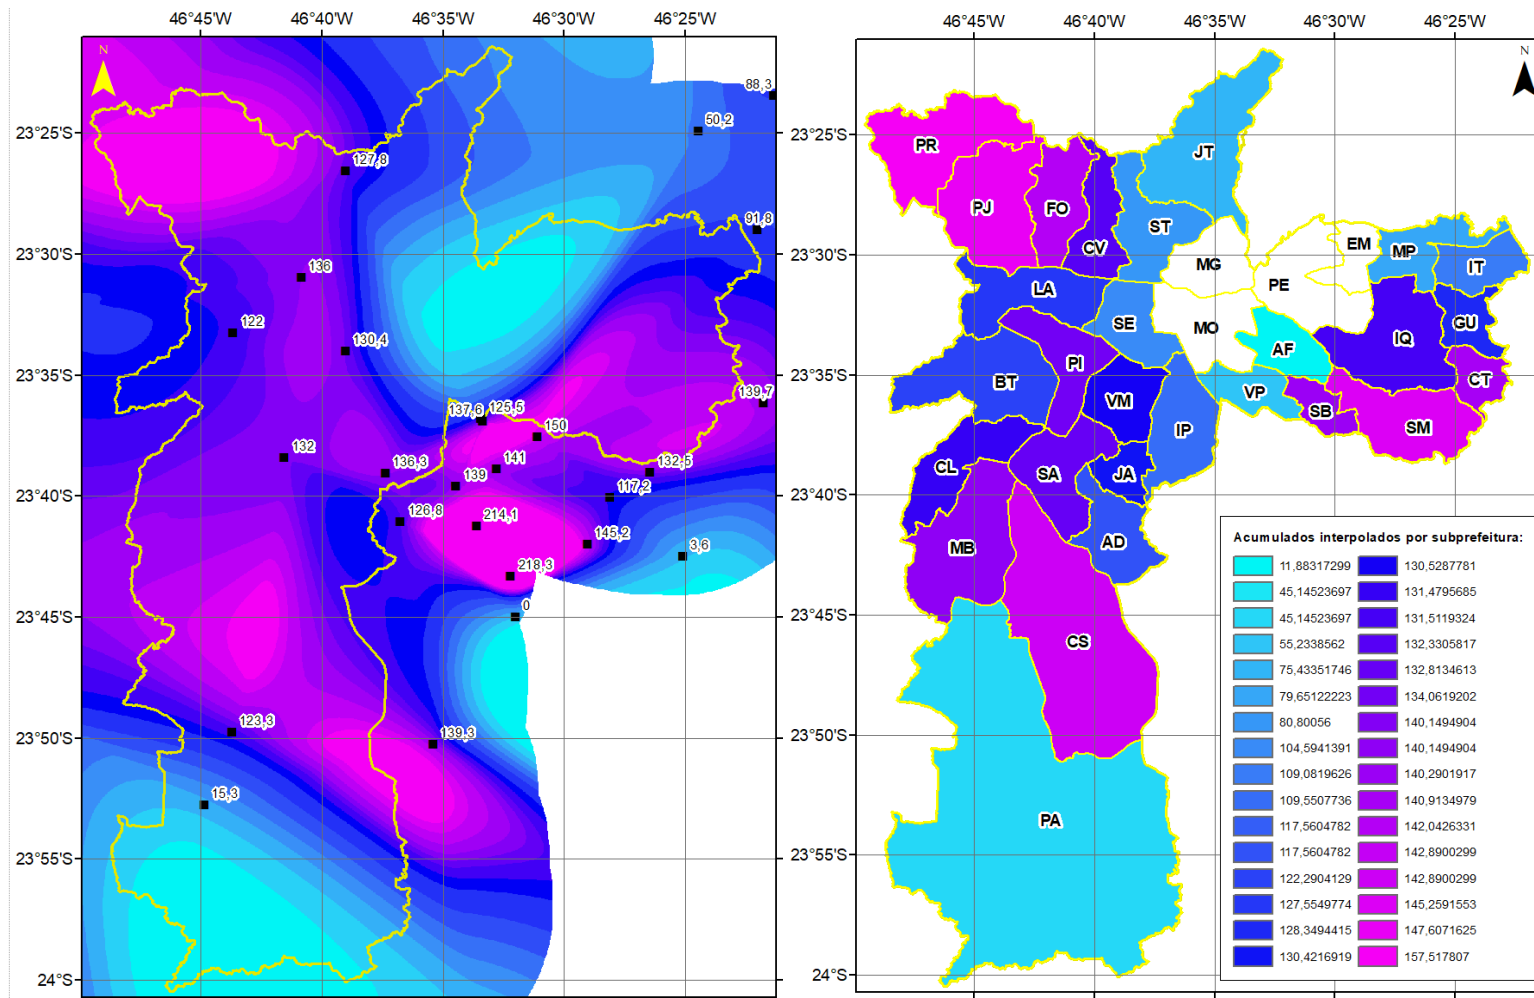 46°45'W 46°40'W 46°35'W 46°30'W 46°25'W
N
23°25'S
23°30'S
23°35'S
23°40'S
23°45'S
23°50'S
23°55'S
24°S
88,3
50,2
127,8
91,8
136
122
130,4
139,7
137,6 125,5
150
132
136,3
141
139
132,5
117,2
126,8
214,1
145,2
3,6
218,3
0
123,3
139,3
15,3
46°45'W 46°40'W 46°35'W 46°30'W 46°25'W
N
23°25'S
23°30'S
23°35'S
23°40'S
23°45'S
23°50'S
23°55'S
24°S
PR
JT
PJ
FO
ST
CV
EM
MP
MG
IT
PE
LA
SE
MO
GU
IQ
AF
PI
BT
CT
VP
VM
SB
SM
IP
CL
SA
JA
AD
MB
CS
PA
Acumulados interpolados por subprefeitura:
11,88317299 130,5287781
45,14523697 131,4795685
45,14523697 131,5119324
55,2338562 132,3305817
75,43351746 132,8134613
79,65122223 134,0619202
80,80056 140,1494904
104,5941391 140,1494904
109,0819626 140,2901917
109,5507736 140,9134979
117,5604782 142,0426331
117,5604782 142,8900299
122,2904129 142,8900299
127,5549774 145,2591553
128,3494415 147,6071625
130,4216919 157,517807